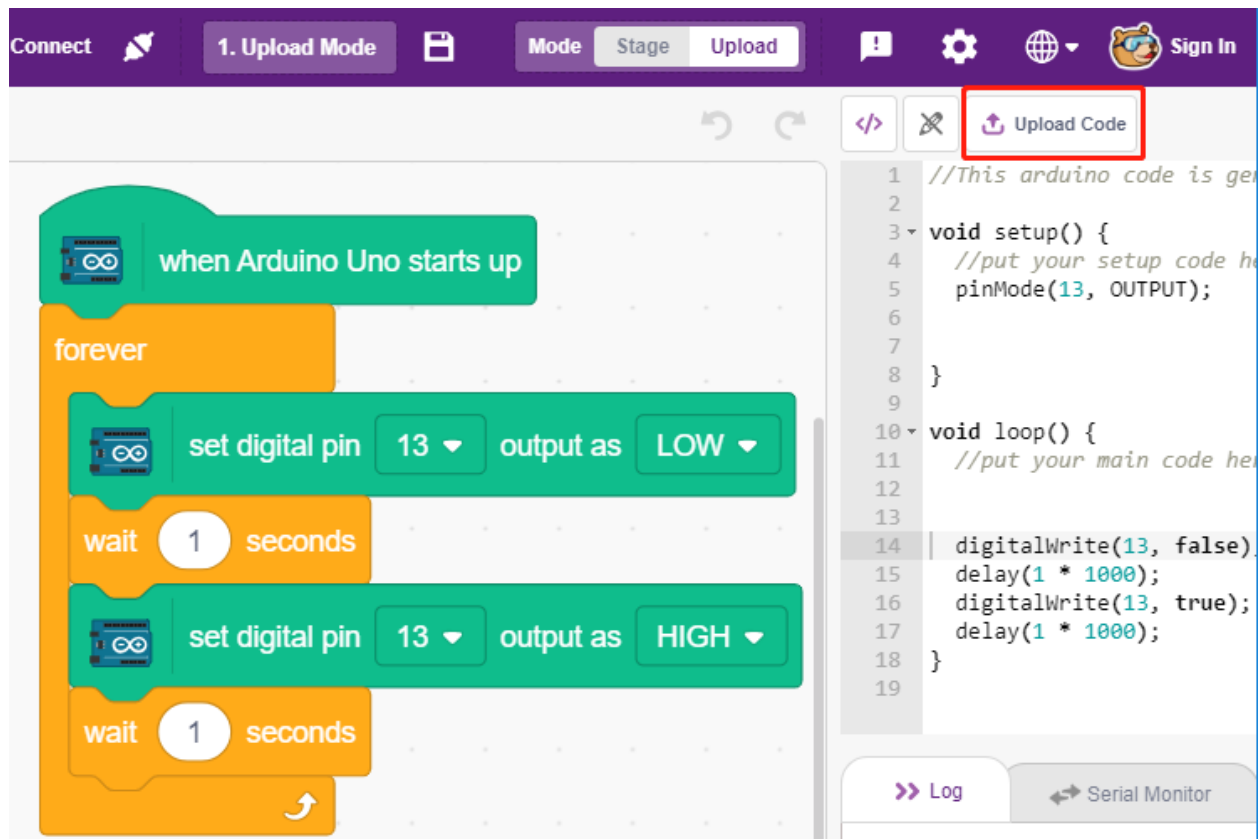 Connect
1. Upload Mode
Mode Stage Upload
Sign In
</> Upload Code
when Arduino Uno starts up
forever
set digital pin 13 output as LOW
wait 1 seconds
set digital pin 13 output as HIGH
wait 1 seconds
1 //This arduino code is ge
2
3 void setup() {
4 //put your setup code he
5 pinMode(13, OUTPUT);
6
7
8 }
9
10 void loop() {
11 //put your main code he
12
13
14 digitalWrite(13, false)
15 delay(1 * 1000);
16 digitalWrite(13, true);
17 delay(1 * 1000);
18 }
19
Log Serial Monitor